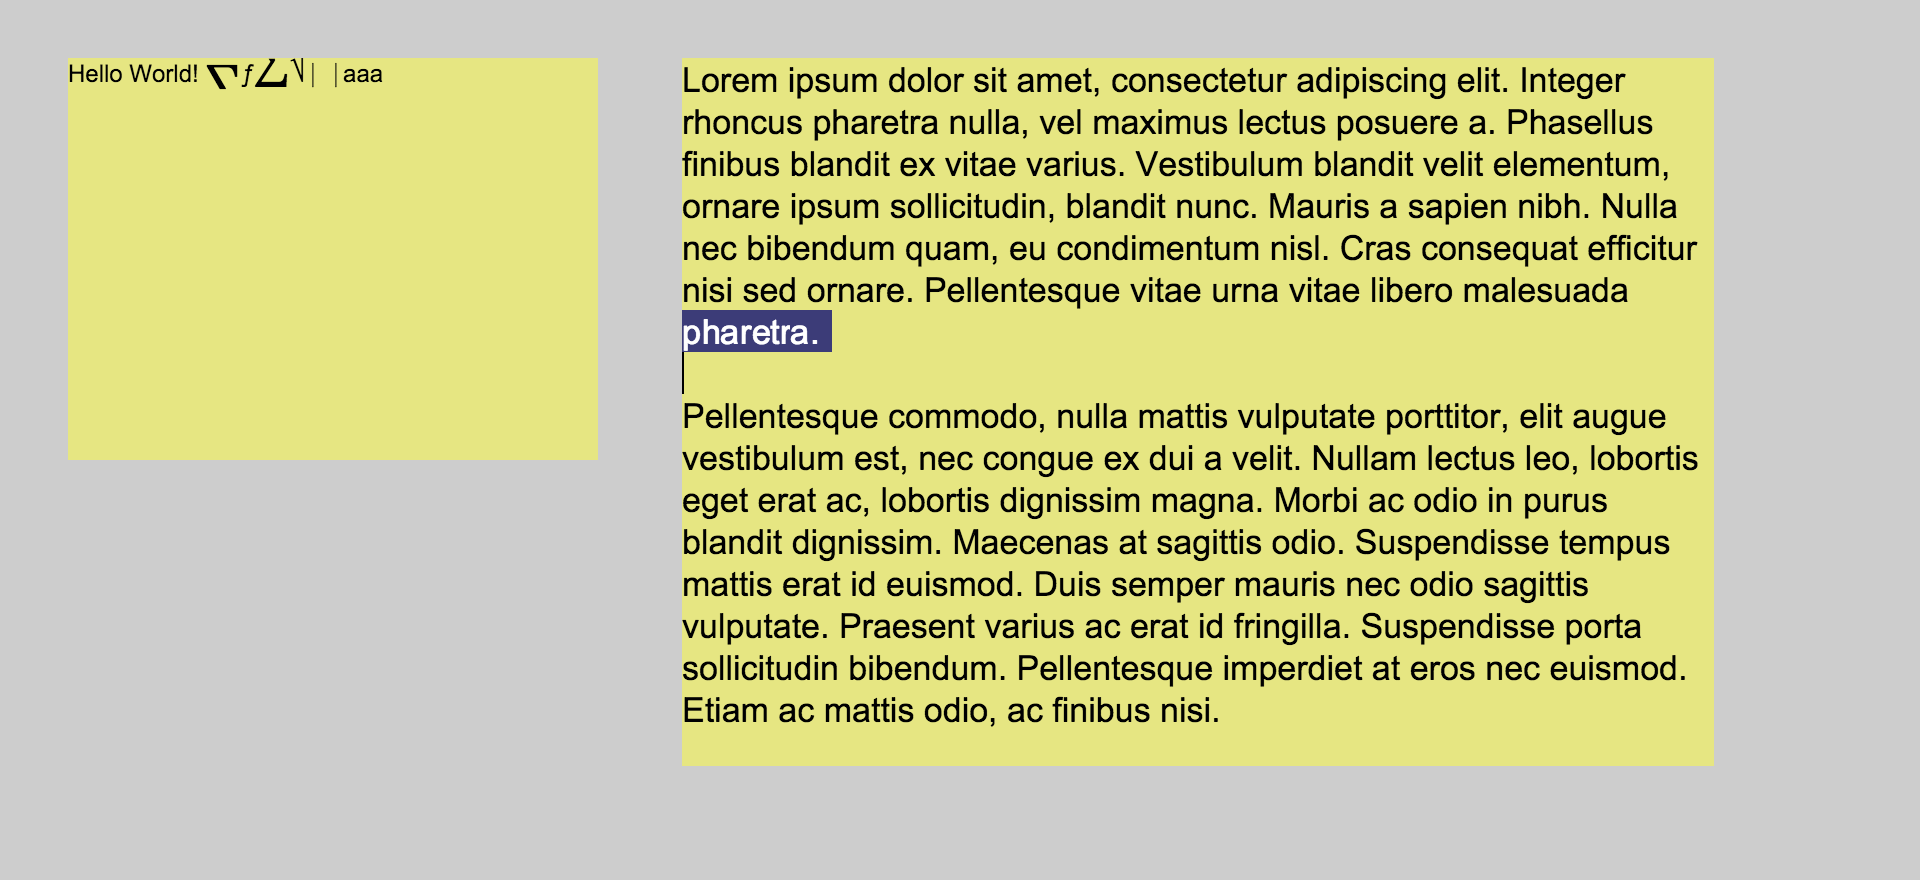 Hello World! ∇ƒ aaa
Lorem ipsum dolor sit amet, consectetur adipiscing elit. Integer
rhoncus pharetra nulla, vel maximus lectus posuere a. Phasellus
finibus blandit ex vitae varius. Vestibulum blandit velit elementum,
ornare ipsum sollicitudin, blandit nunc. Mauris a sapien nibh. Nulla
nec bibendum quam, eu condimentum nisl. Cras consequat efficitur
nisi sed ornare. Pellentesque vitae urna vitae libero malesuada
pharetra.
Pellentesque commodo, nulla mattis vulputate porttitor, elit augue
vestibulum est, nec congue ex dui a velit. Nullam lectus leo, lobortis
eget erat ac, lobortis dignissim magna. Morbi ac odio in purus
blandit dignissim. Maecenas at sagittis odio. Suspendisse tempus
mattis erat id euismod. Duis semper mauris nec odio sagittis
vulputate. Praesent varius ac erat id fringilla. Suspendisse porta
sollicitudin bibendum. Pellentesque imperdiet at eros nec euismod.
Etiam ac mattis odio, ac finibus nisi.